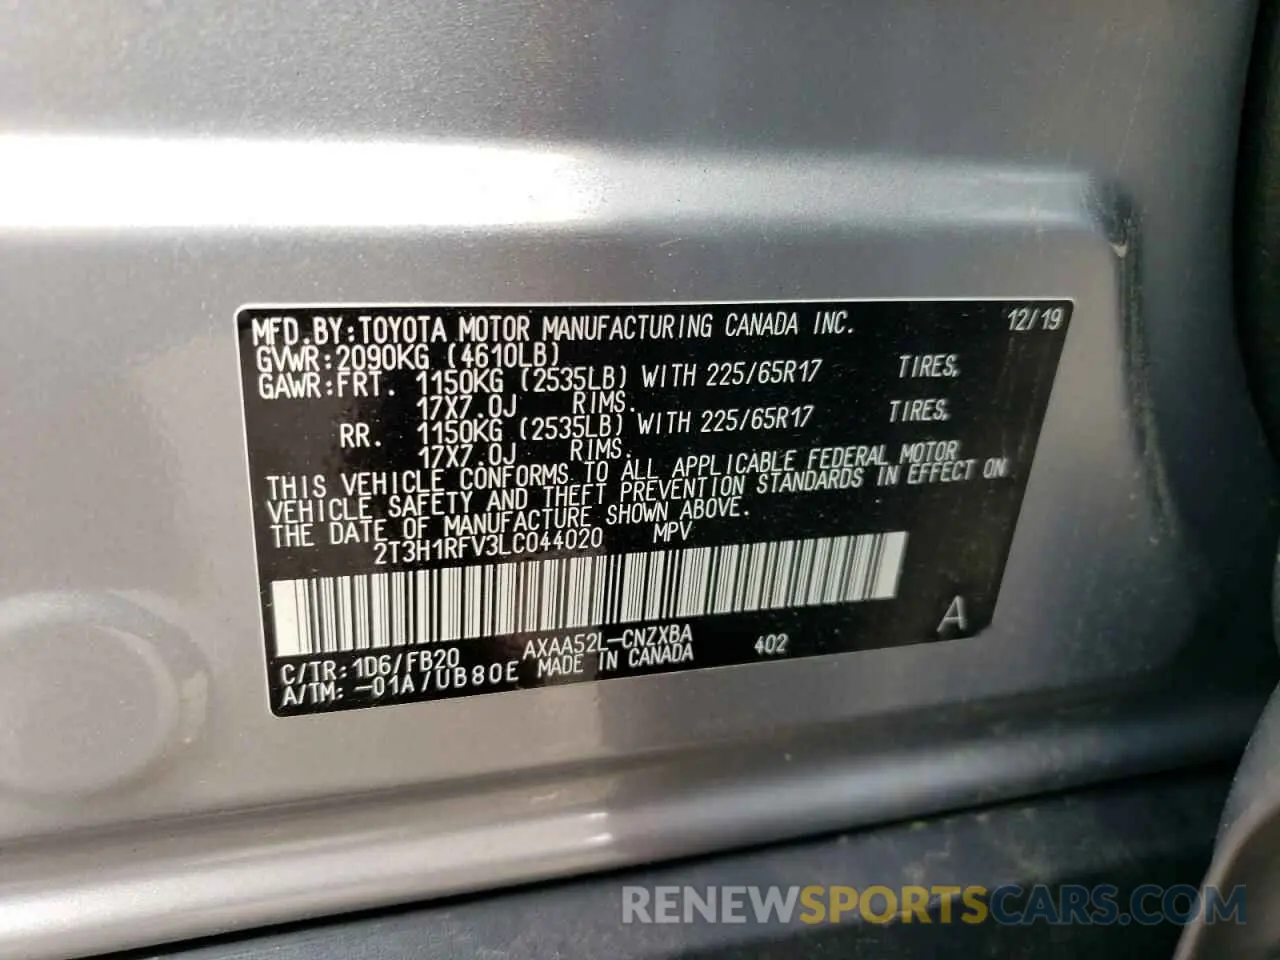 MFD.BY:TOYOTA MOTOR MANUFACTURING CANADA INC. 12/19
GVWR:2090KG (4610LB)
GAWR:FRT. 1150KG (2535LB) WITH 225/65R17 TIRES,
17X7.0J RIMS.
RR. 1150KG (2535LB) WITH 225/65R17 TIRES,
17X7.0J RIMS.
THIS VEHICLE CONFORMS TO ALL APPLICABLE FEDERAL MOTOR
VEHICLE SAFETY AND THEFT PREVENTION STANDARDS IN EFFECT ON
THE DATE OF MANUFACTURE SHOWN ABOVE.
2T3H1RFV3LC044020 MPV
A
C/TR:1D6/FB20 AXAA52L-CNZXBA 402
A/TM:-01A/UB80E MADE IN CANADA
RENEWSPORTSCARS.COM